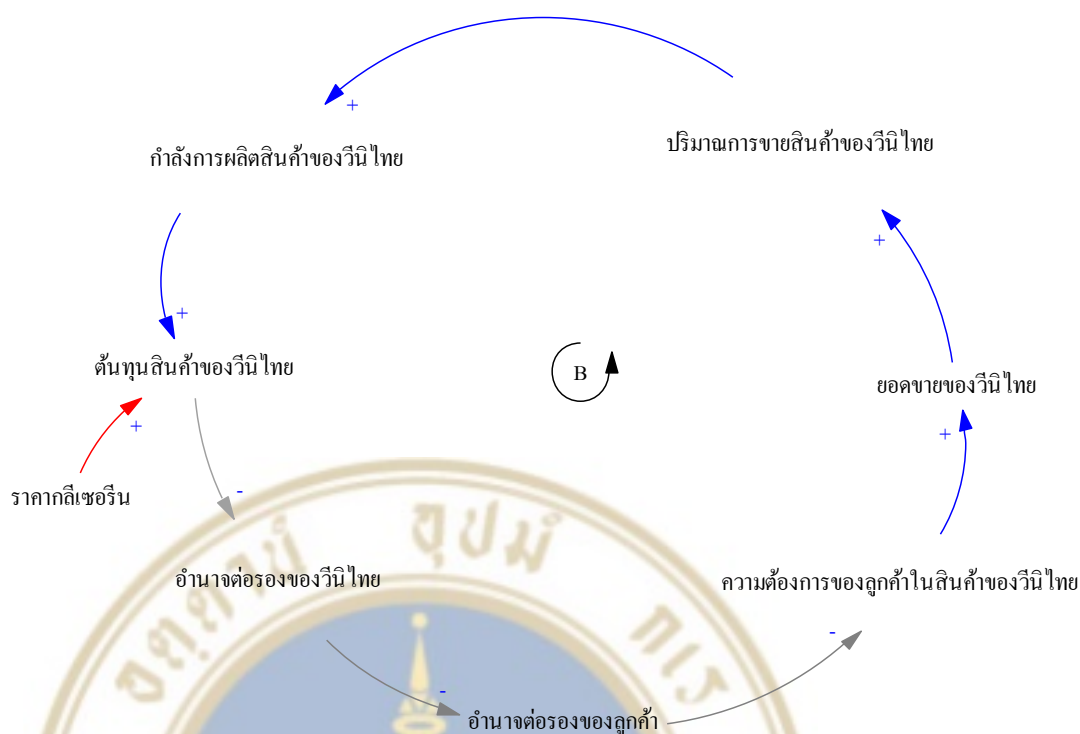 +
กำลังการผลิตสินค้าของวีนิไทย
ปริมาณการขายสินค้าของวีนิไทย
+
+
ต้นทุนสินค้าของวีนิไทย
B
ยอดขายของวีนิไทย
+
+
ราคากลีเซอรีน
-
อำนาจต่อรองของวีนิไทย
ความต้องการของลูกค้าในสินค้าของวีนิไทย
-
-
อำนาจต่อรองของลูกค้า